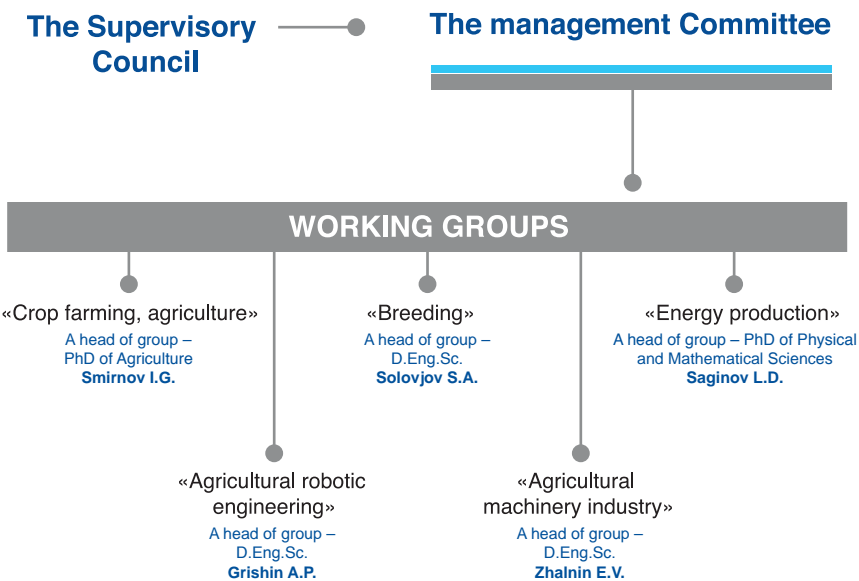 The Supervisory
Council
The management Committee
WORKING GROUPS
«Crop farming, agriculture»
A head of group –
PhD of Agriculture
Smirnov I.G.
«Breeding»
A head of group –
D.Eng.Sc.
Solovjov S.A.
«Energy production»
A head of group – PhD of Physical
and Mathematical Sciences
Saginov L.D.
«Agricultural robotic
engineering»
A head of group –
D.Eng.Sc.
Grishin A.P.
«Agricultural
machinery industry»
A head of group –
D.Eng.Sc.
Zhalnin E.V.